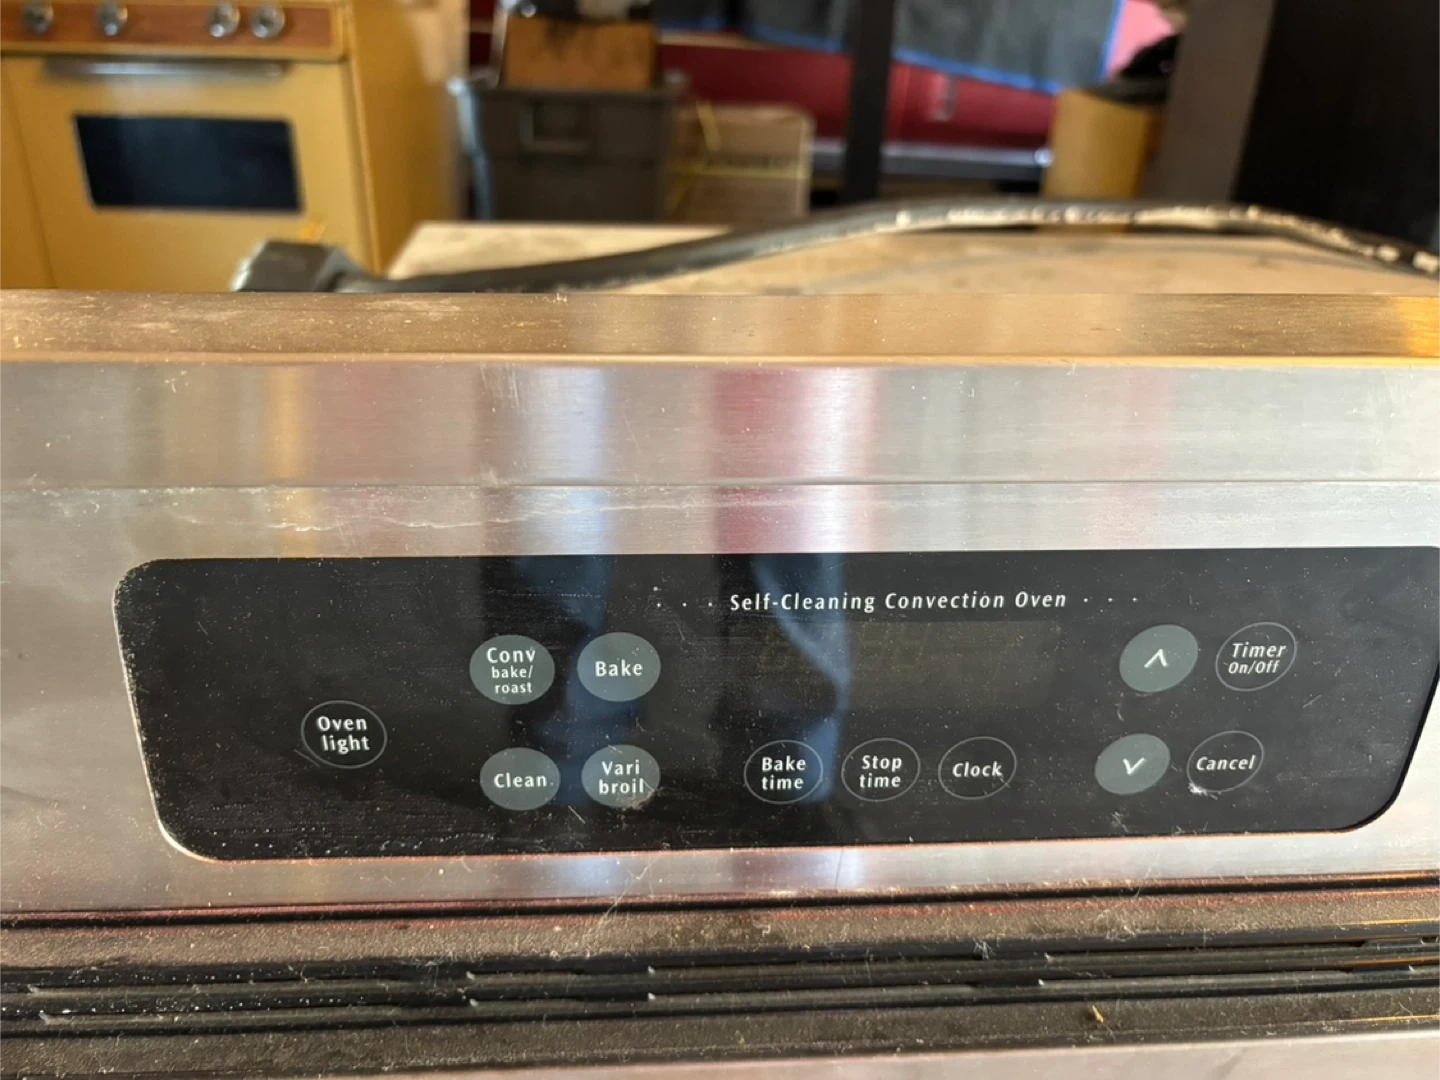 Self-Cleaning Convection Oven
Conv
bake/
roast
Bake
Timer
On/Off
Oven
light
Clean
Vari
broil
Bake
time
Stop
time
Clock
Cancel